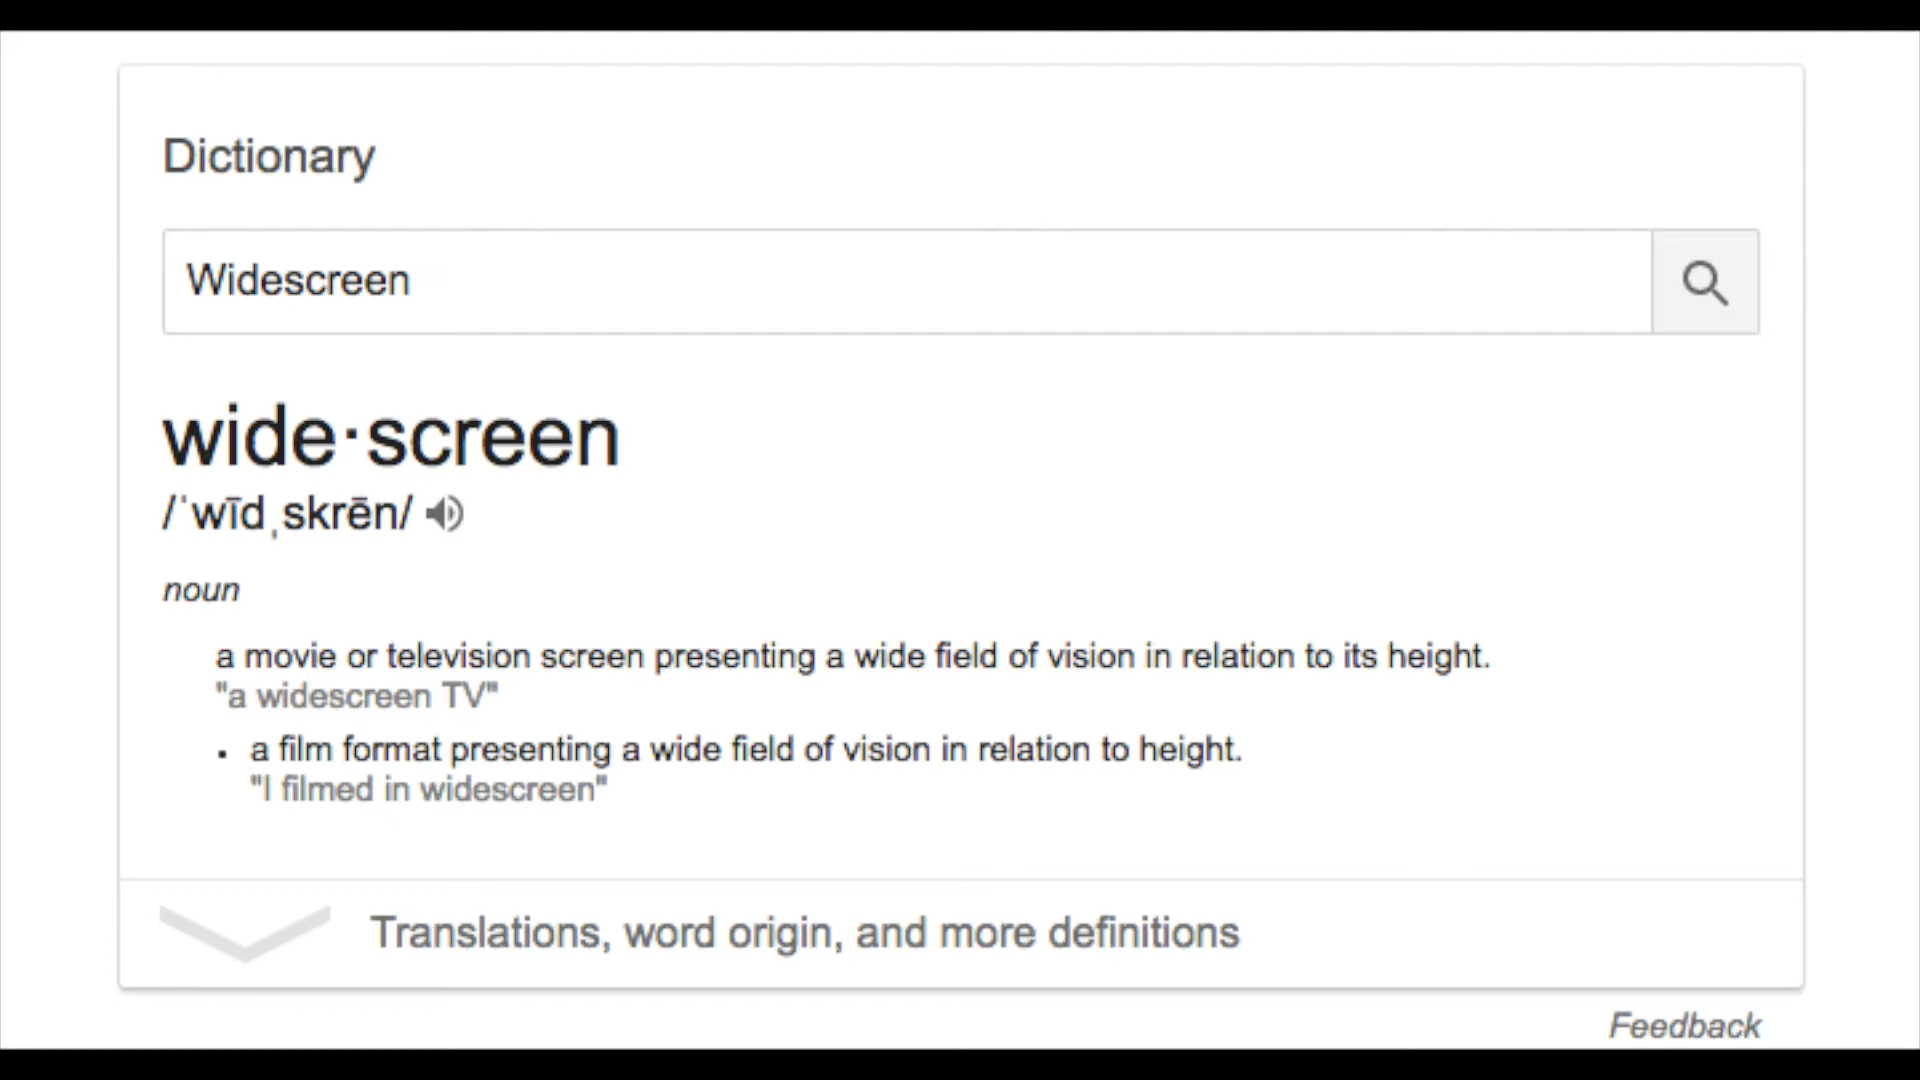 Dictionary
Widescreen
wide·screen
/ˈwīdˌskrēn/
noun
a movie or television screen presenting a wide field of vision in relation to its height.
"a widescreen TV"
▪ a film format presenting a wide field of vision in relation to height.
"I filmed in widescreen"
Translations, word origin, and more definitions
Feedback